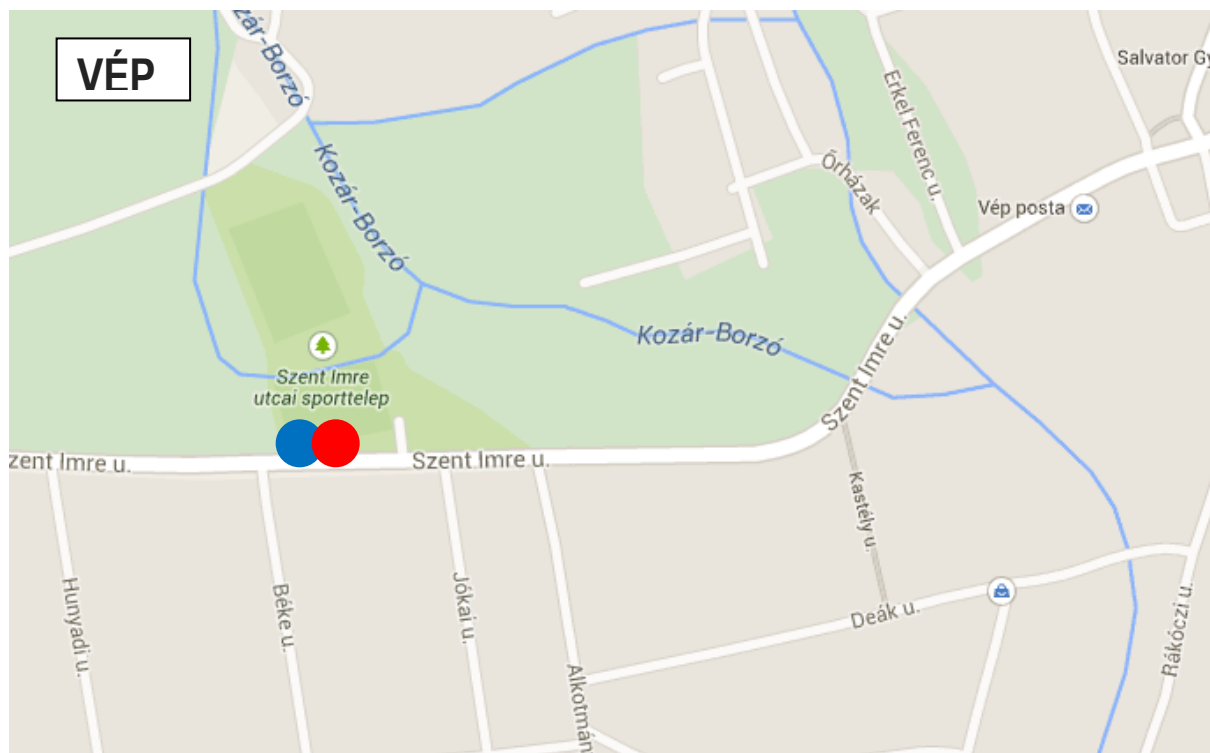 VÉP
Kozár-Borzó
Salvator Gy
Erkel Ferenc u.
Kozár-Borzó
Őrházak
Vép posta
Kozár-Borzó
Szent Imre u.
Szent Imre
utcai sporttelep
zent Imre u.
Szent Imre u.
Kastély u.
Hunyadi u.
Béke u.
Jókai u.
Deák u.
Rákóczi u.
Alkotmán